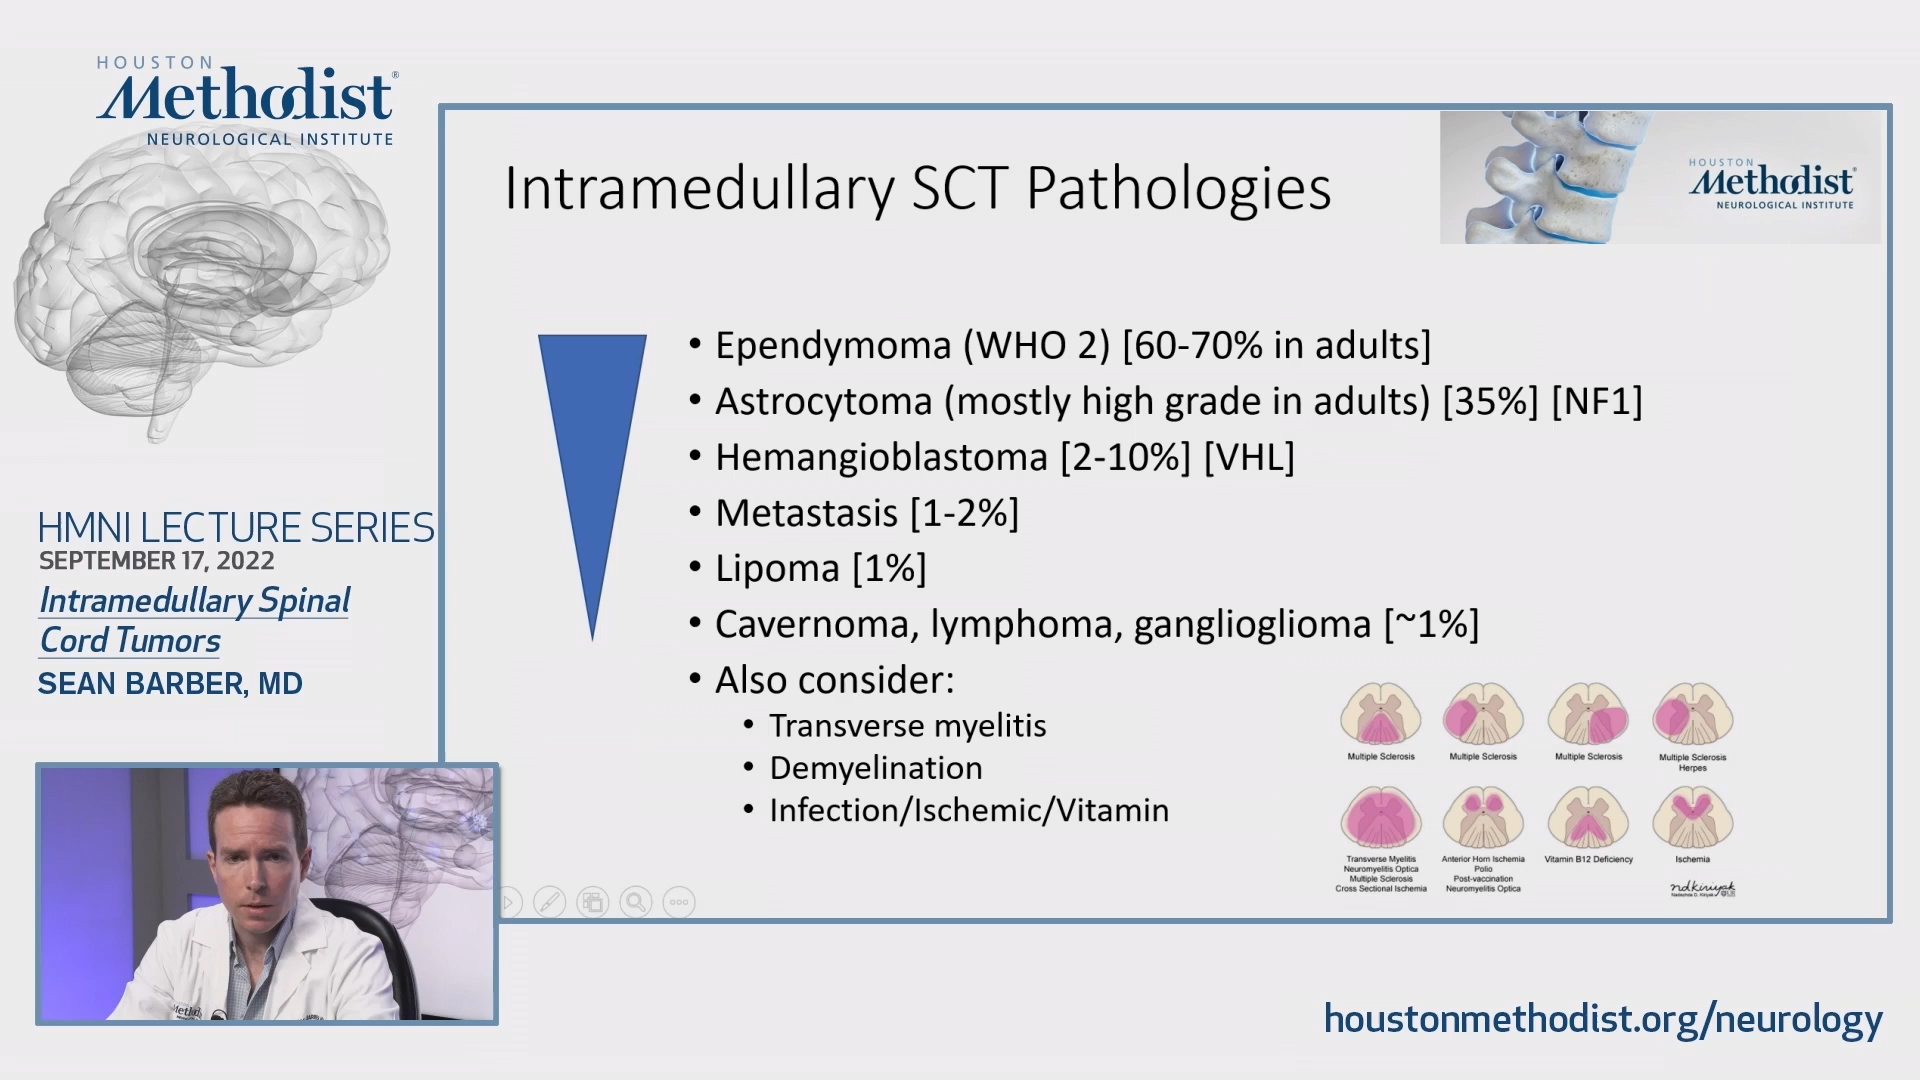 HOUSTON
Methodist®
NEUROLOGICAL INSTITUTE
HMNI LECTURE SERIES
SEPTEMBER 17, 2022
Intramedullary Spinal
Cord Tumors
SEAN BARBER, MD
Intramedullary SCT Pathologies
HOUSTON
Methodist®
NEUROLOGICAL INSTITUTE
• Ependymoma (WHO 2) [60-70% in adults]
• Astrocytoma (mostly high grade in adults) [35%] [NF1]
• Hemangioblastoma [2-10%] [VHL]
• Metastasis [1-2%]
• Lipoma [1%]
• Cavernoma, lymphoma, ganglioglioma [~1%]
• Also consider:
• Transverse myelitis
• Demyelination
• Infection/Ischemic/Vitamin
Multiple Sclerosis
Multiple Sclerosis
Multiple Sclerosis
Multiple Sclerosis
Herpes
Transverse Myelitis
Neuromyelitis Optica
Multiple Sclerosis
Cross Sectional Ischemia
Anterior Horn Ischemia
Polio
Post-vaccination
Neuromyelitis Optica
Vitamin B12 Deficiency
Ischemia
houstonmethodist.org/neurology